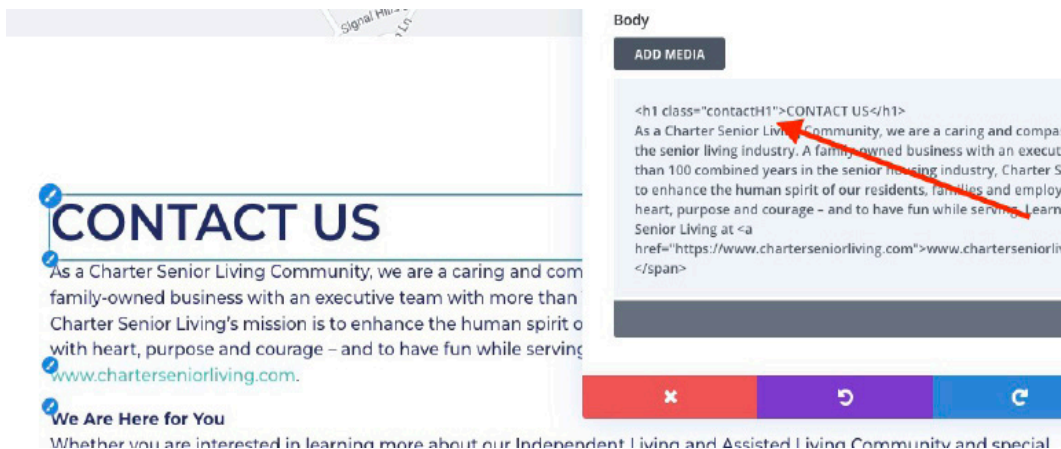 Signal Hills
Ln
CONTACT US
As a Charter Senior Living Community, we are a caring and com
family-owned business with an executive team with more than
Charter Senior Living's mission is to enhance the human spirit o
with heart, purpose and courage – and to have fun while serving
www.charterseniorliving.com.
We Are Here for You
Whether you are interested in learning more about our Independent Living and Assisted Living Community and special
Body
ADD MEDIA
<h1 class="contactH1">CONTACT US</h1>
As a Charter Senior Living Community, we are a caring and compa
the senior living industry. A family-owned business with an execut
than 100 combined years in the senior housing industry, Charter S
to enhance the human spirit of our residents, families and employ
heart, purpose and courage – and to have fun while serving. Learn
Senior Living at <a
href="https://www.charterseniorliving.com">www.charterseniorliv
</span>